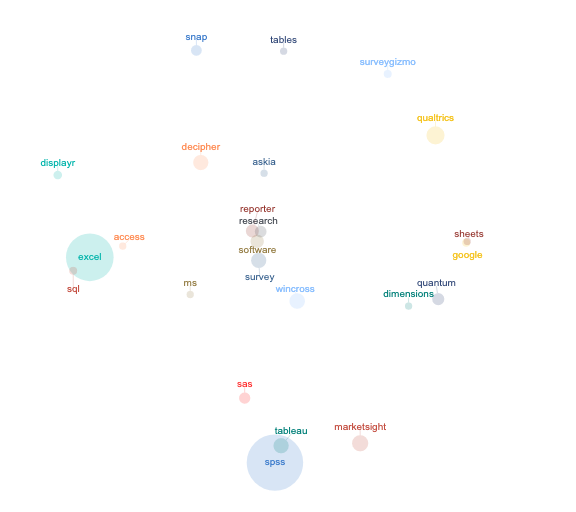 snap
tables
surveygizmo
qualtrics
decipher
askia
displayr
reporter
research
access
sheets
software
google
excel
survey
sql
ms
wincross
quantum
dimensions
sas
marketsight
tableau
spss